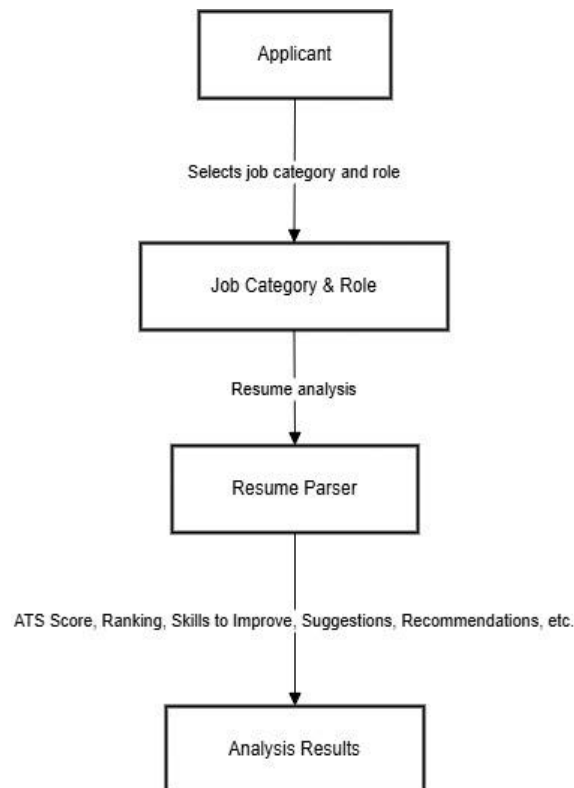 Applicant
Selects job category and role
Job Category & Role
Resume analysis
Resume Parser
ATS Score, Ranking, Skills to Improve, Suggestions, Recommendations, etc.
Analysis Results